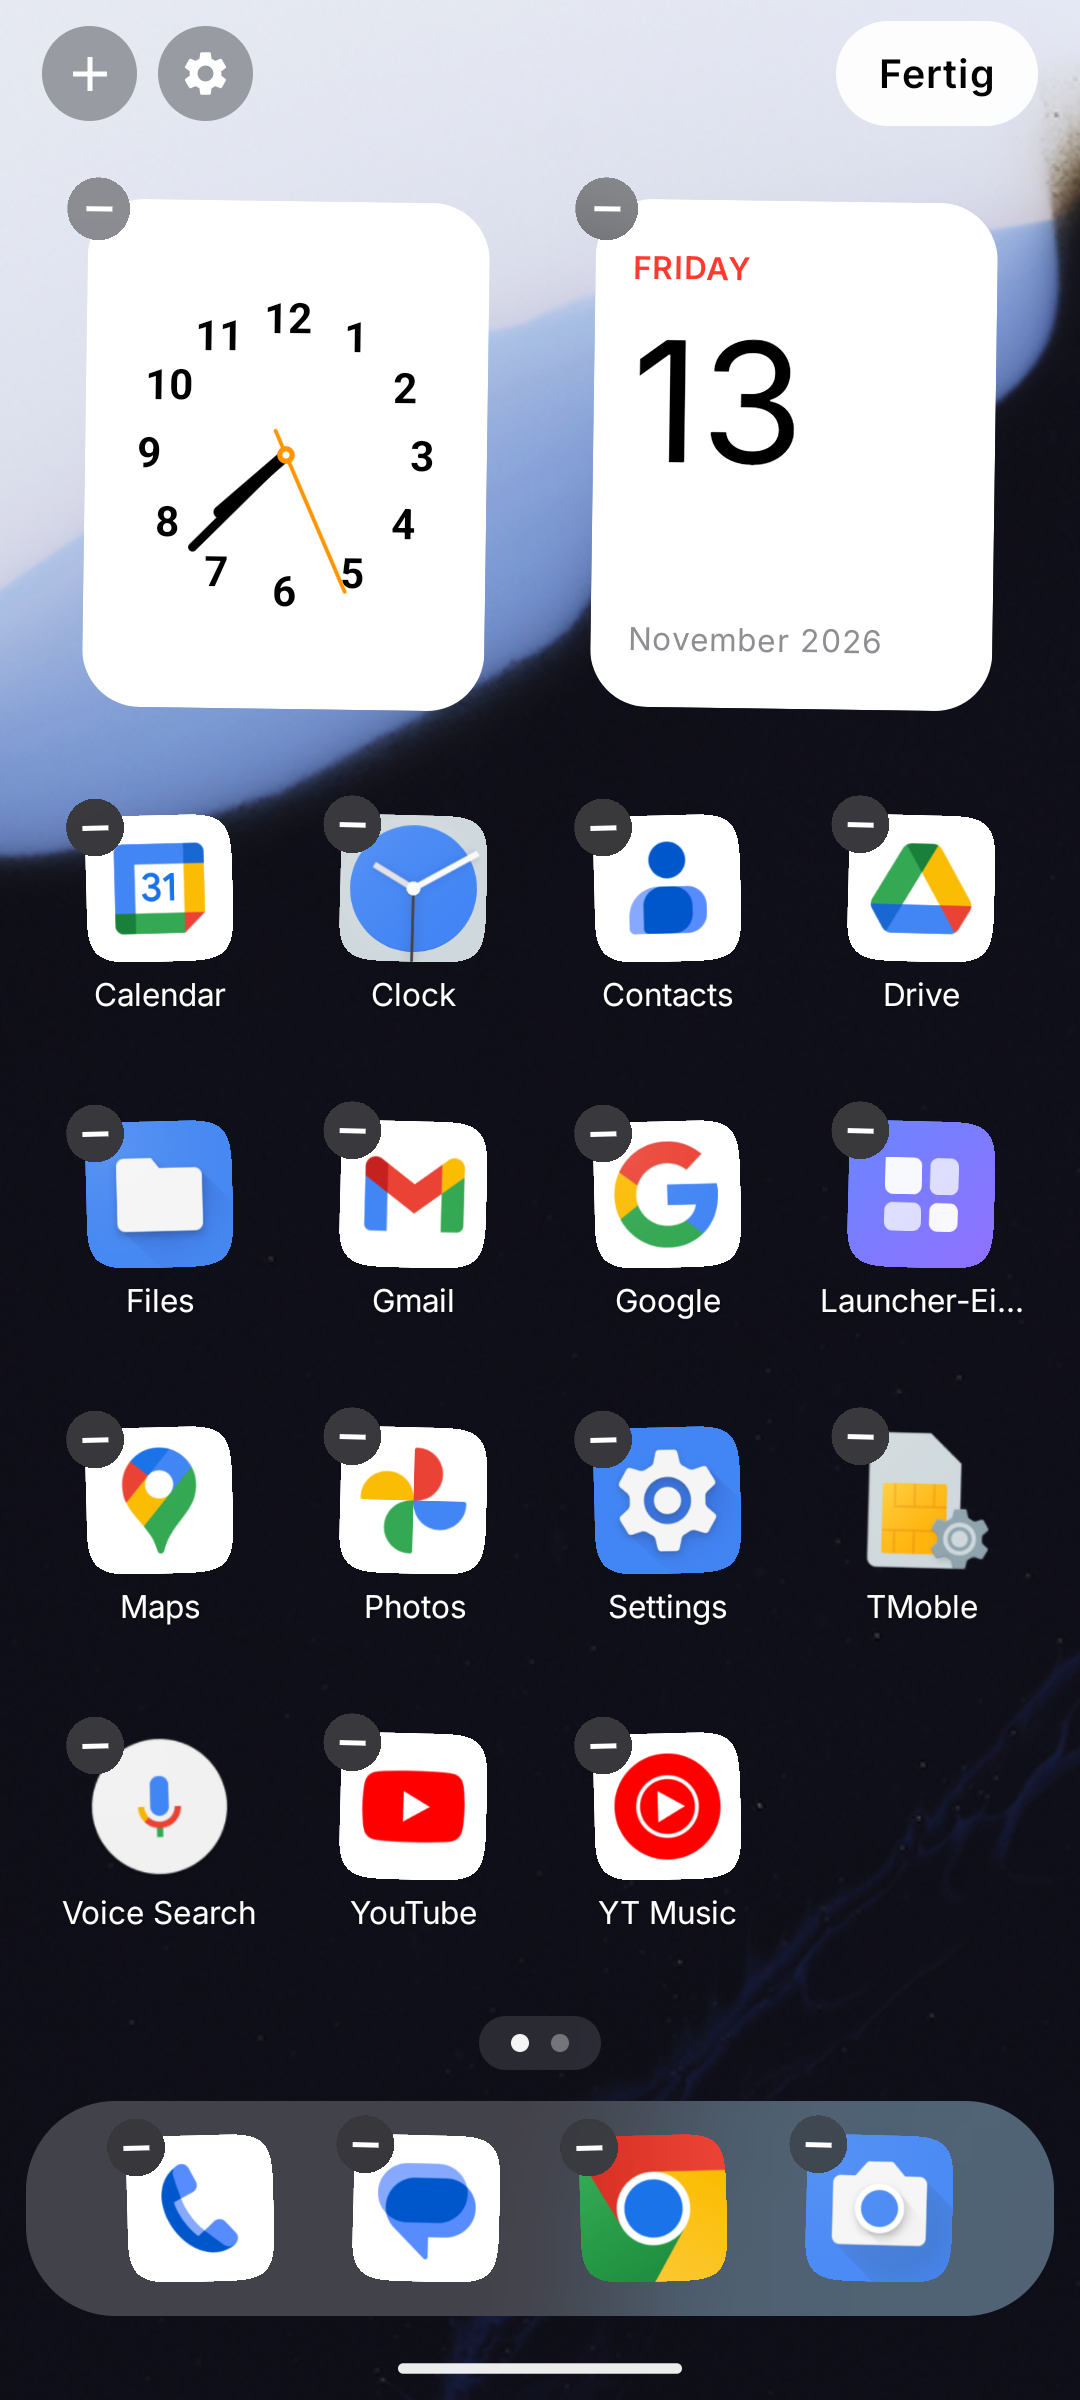 Fertig
12
11
1
10
2
9
3
8
4
7
5
6
FRIDAY
13
November 2026
31
Calendar
Clock
Contacts
Drive
Files
Gmail
Google
Launcher-Ei...
Maps
Photos
Settings
TMoble
Voice Search
YouTube
YT Music